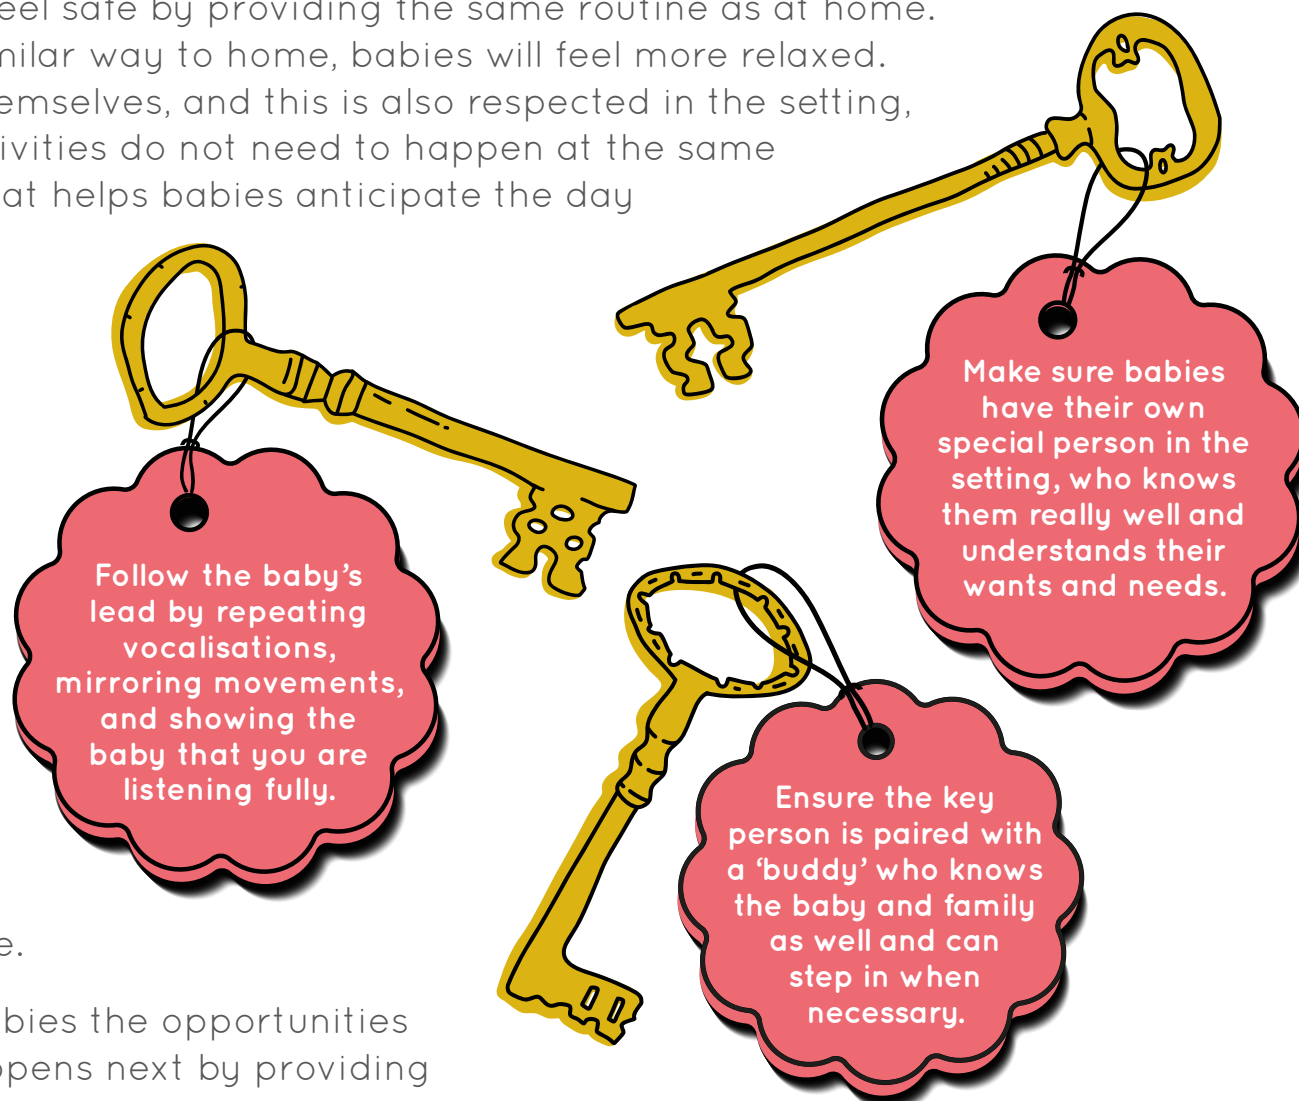 feel safe by providing the same routine as at home.
milar way to home, babies will feel more relaxed.
emselves, and this is also respected in the setting,
ivities do not need to happen at the same
at helps babies anticipate the day
Make sure babies
have their own
special person in the
setting, who knows
them really well and
understands their
wants and needs.
Follow the baby’s
lead by repeating
vocalisations,
mirroring movements,
and showing the
baby that you are
listening fully.
Ensure the key
person is paired with
a ‘buddy’ who knows
the baby and family
as well and can
step in when
necessary.
e.
bies the opportunities
ppens next by providing